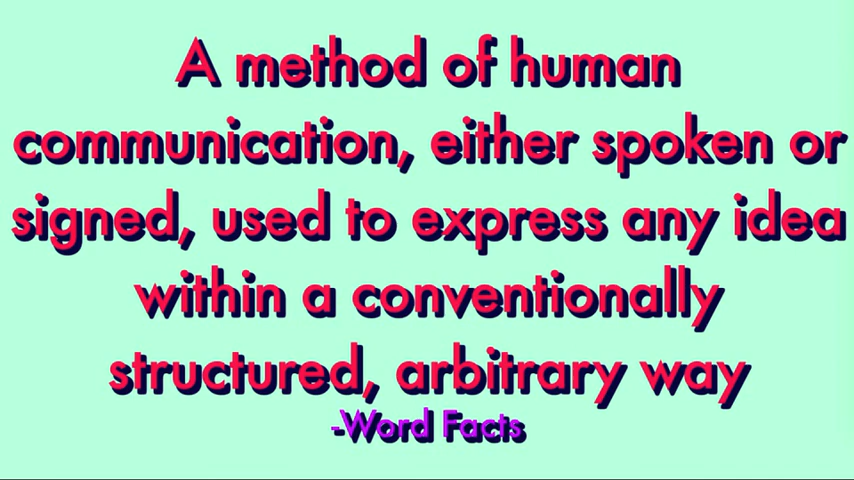 A method of human
communication, either spoken or
signed, used to express any idea
within a conventionally
structured, arbitrary way
-Word Facts